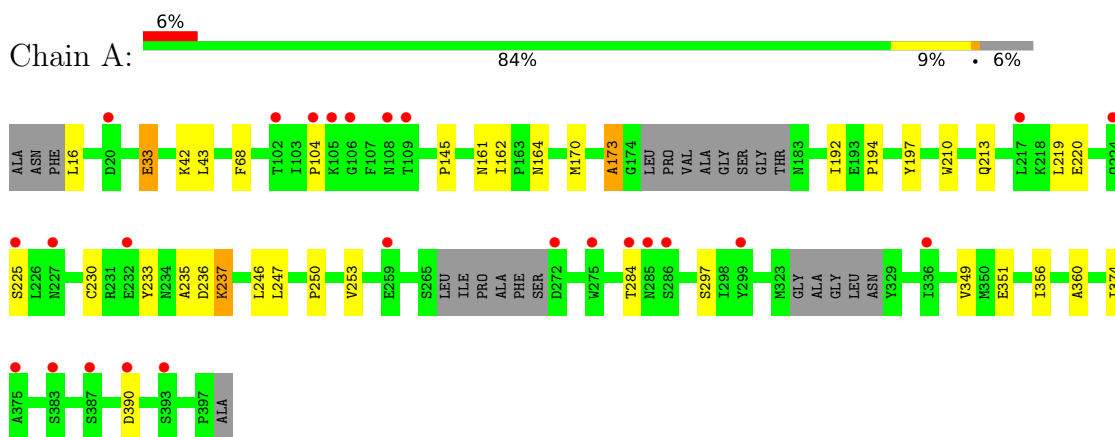 6%
Chain A:
84% 9% • 6%
ALA ASN PHE L16 D20 E33 K42 L43 F68 T102 I103 P104 K105 G106 F107 N108 T109 P145 N161 I162 P163 N164 M170 A173 G174 LEU PRO VAL ALA GLY SER GLY THR N183 I192 E193 P194 Y197 W210 Q213 L217 K218 L219 E220
S225 L226 N227 C230 R231 E232 Y233 N234 A235 D236 K237 L246 L247 P250 V253 E259 S265 LEU ILE PRO ALA PHE SER D272 W275 T284 N285 S286 S297 I298 Y299 M323 GLY ALA GLY LEU ASN Y329 I336 V349 M350 E351 I356 A360
A375 S383 S387 D390 S393 P397 ALA